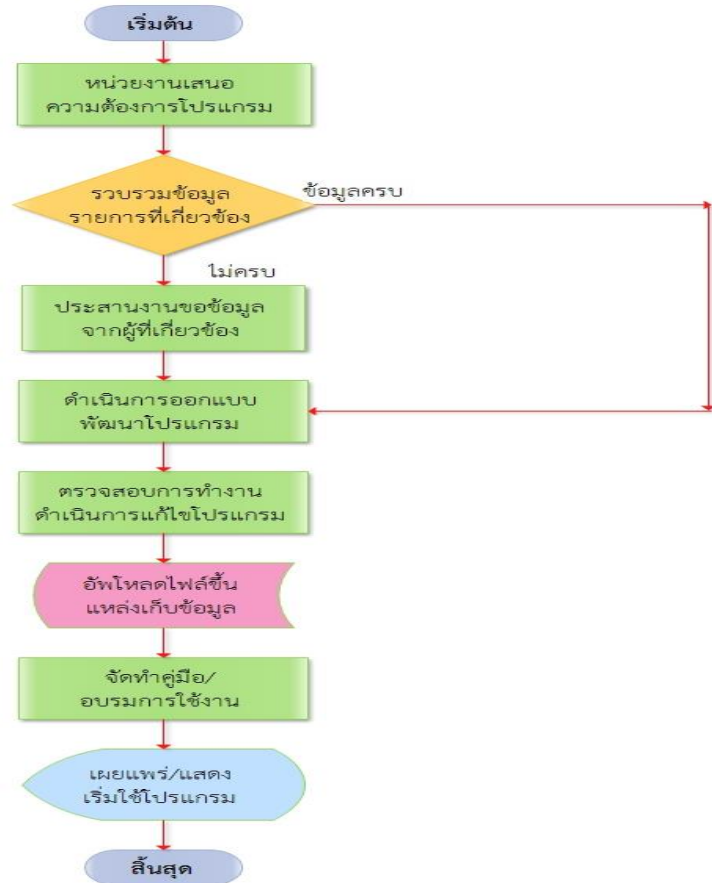 เริ่มต้น
หน่วยงานเสนอ
ความต้องการโปรแกรม
รวบรวมข้อมูล
รายการที่เกี่ยวข้อง
ข้อมูลครบ
ไม่ครบ
ประสานงานขอข้อมูล
จากผู้ที่เกี่ยวข้อง
ดำเนินการออกแบบ
พัฒนาโปรแกรม
ตรวจสอบการทำงาน
ดำเนินการแก้ไขโปรแกรม
อัพโหลดไฟล์ขึ้น
แหล่งเก็บข้อมูล
จัดทำคู่มือ/
อบรมการใช้งาน
เผยแพร่/แสดง
เริ่มใช้โปรแกรม
สิ้นสุด